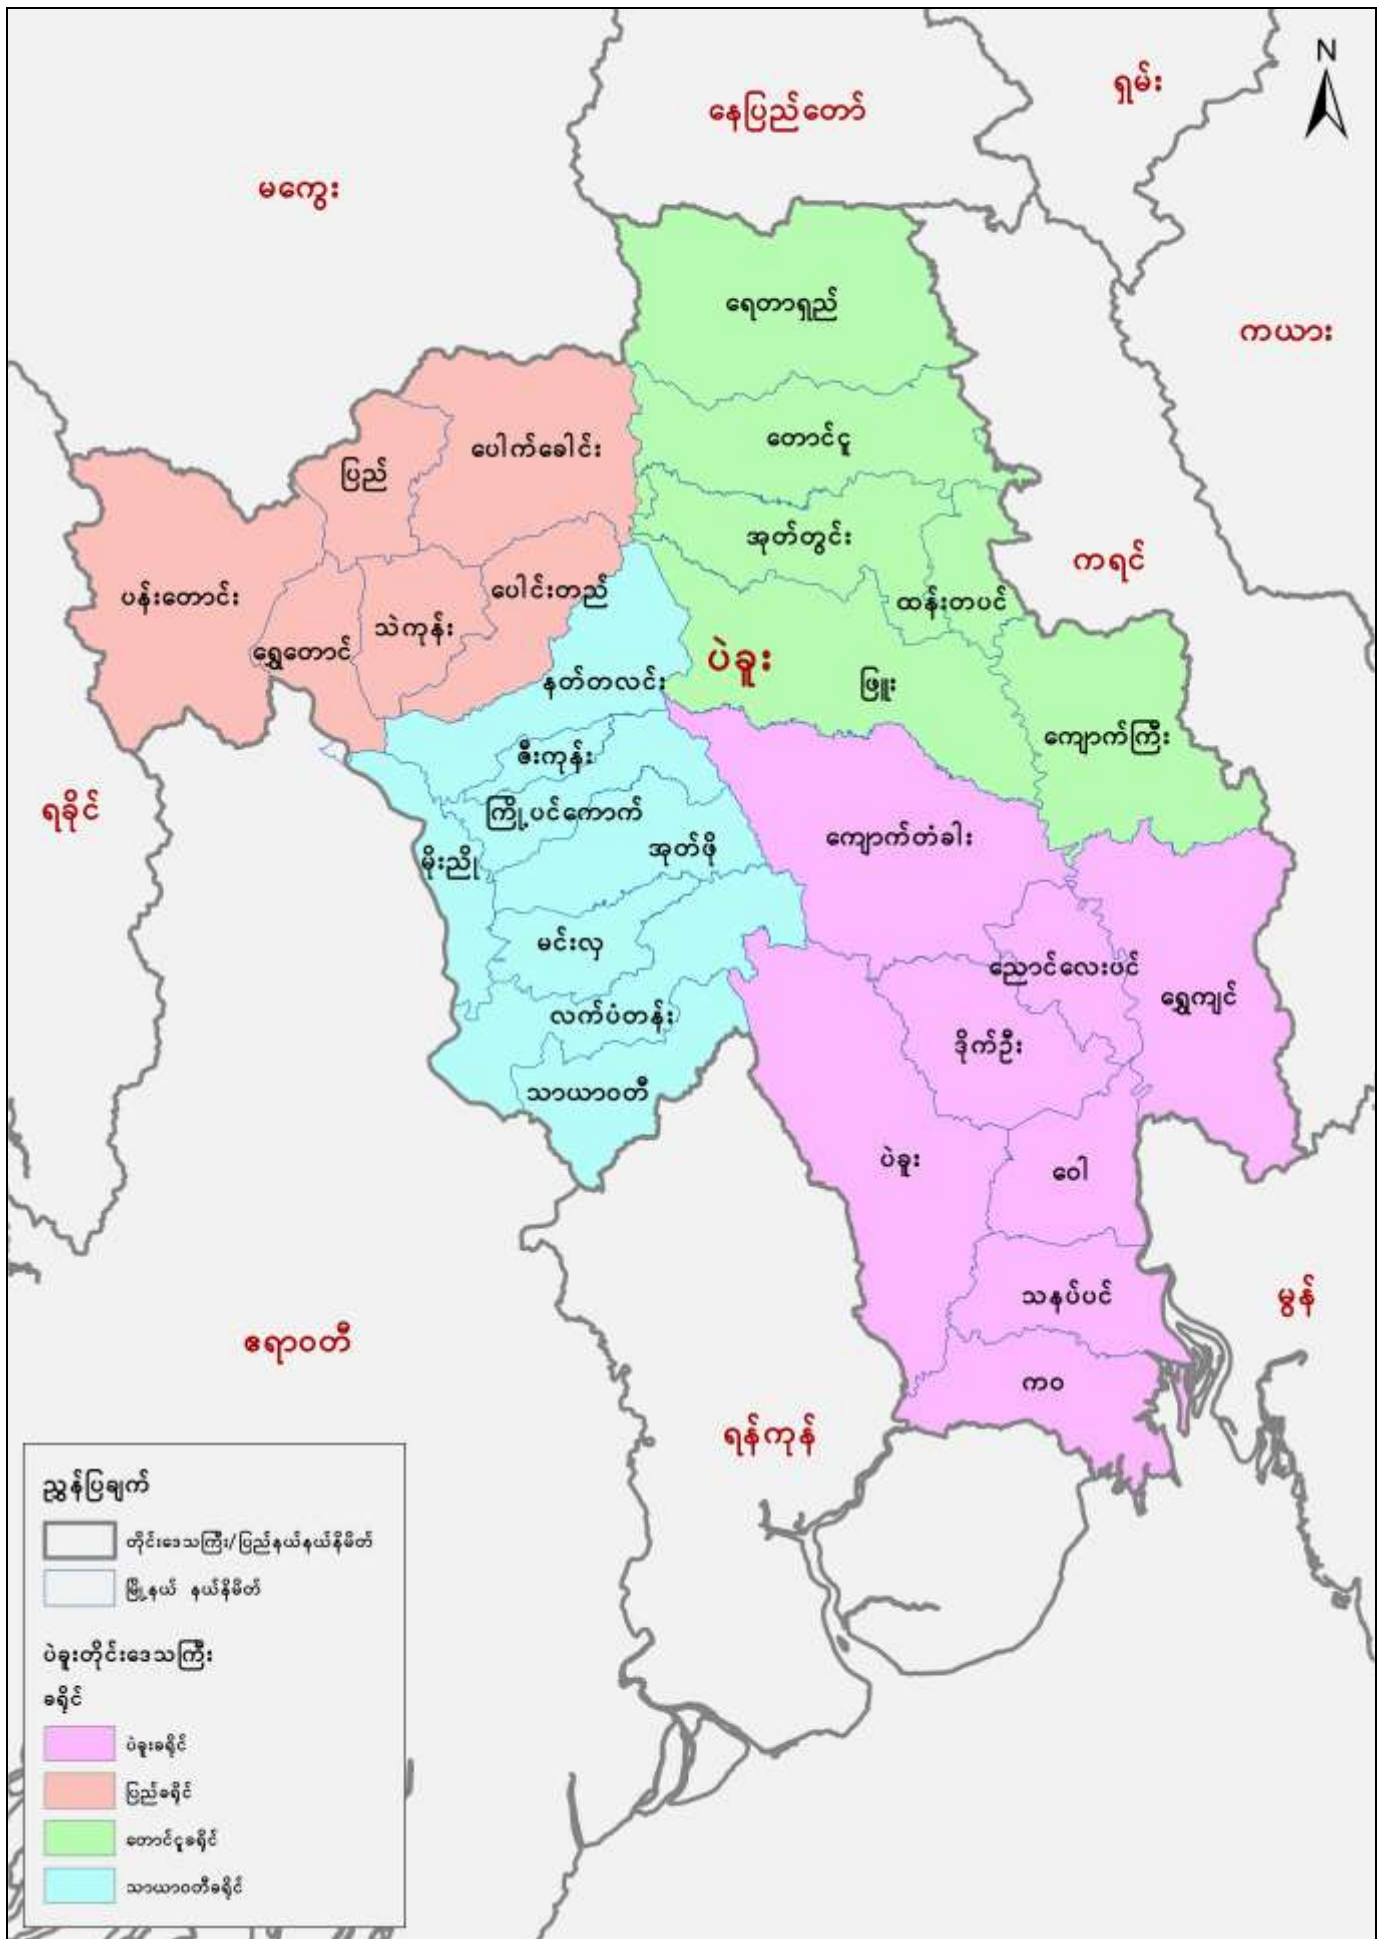 N
ရှမ်း
နေပြည်တော်
မကွေး
ရေတာရှည်
ကယား
တောင်ငူ
ပေါက်ခေါင်း
ပြည်
အုတ်တွင်း
ကရင်
ပန်းတောင်း
ပေါင်းတည်
ထန်းတပင်
သဲကုန်း
ရွှေတောင်
ပဲခူး
နတ်တလင်း
ဖြူး
ကျောက်ကြီး
ဇီးကုန်း
ရခိုင်
ကြို့ပင်ကောက်
ကျောက်တံခါး
အုတ်ဖို
မိုးညို
မင်းလှ
ညောင်လေးပင်
ရွှေကျင်
လက်ပံတန်း
ဒိုက်ဦး
သာယာဝတီ
ပဲခူး
ဝေါ
သနပ်ပင်
မွန်
ဧရာဝတီ
ကဝ
ရန်ကုန်
ညွှန်ပြချက်
တိုင်းဒေသကြီး/ပြည်နယ်နယ်နိမိတ်
မြို့နယ် နယ်နိမိတ်
ပဲခူးတိုင်းဒေသကြီး
ခရိုင်
ပဲခူးခရိုင်
ပြည်ခရိုင်
တောင်ငူခရိုင်
သာယာဝတီခရိုင်